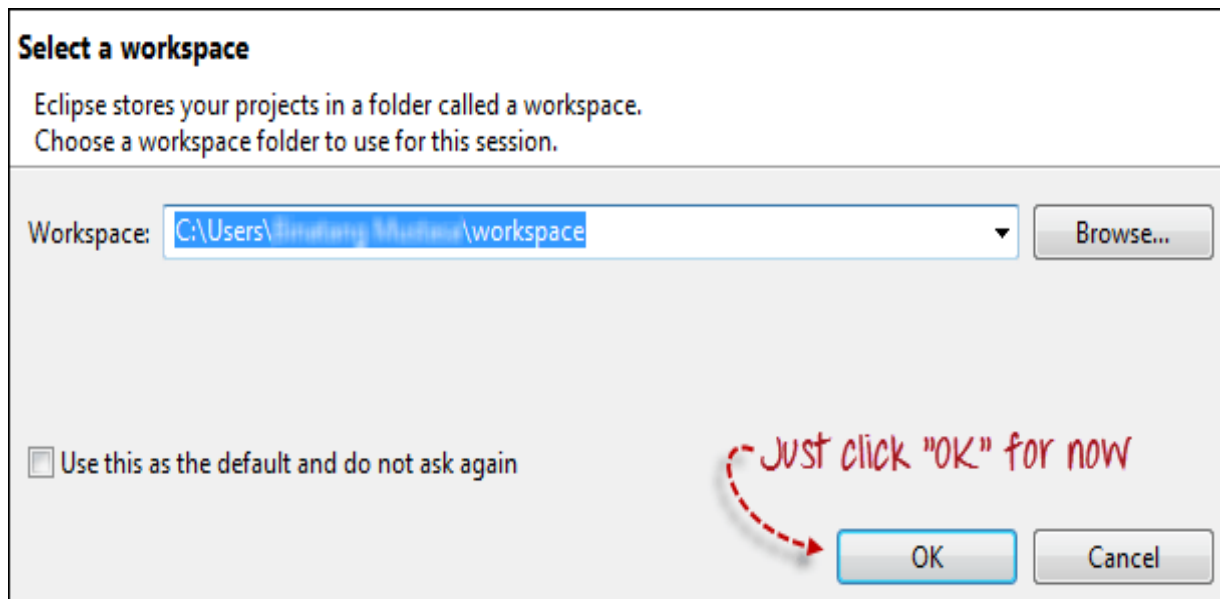 Select a workspace
Eclipse stores your projects in a folder called a workspace.
Choose a workspace folder to use for this session.
Workspace: C:\Users\ \workspace Browse...
Use this as the default and do not ask again
Just click "OK" for now
OK Cancel